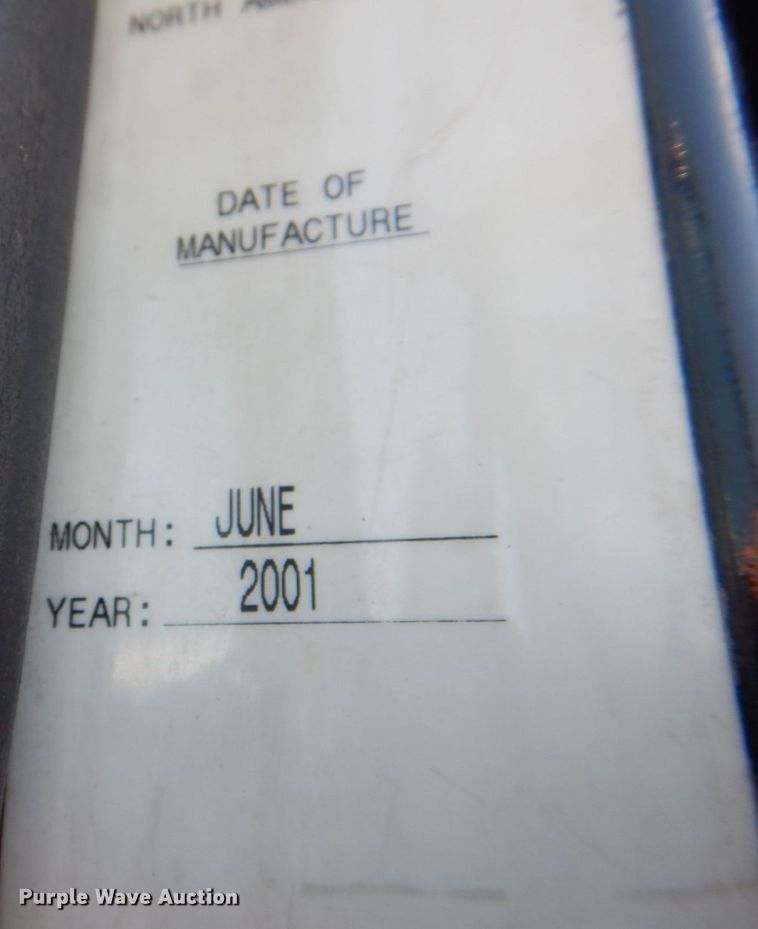 NORTH
DATE OF
MANUFACTURE
MONTH: JUNE
YEAR: 2001
Purple Wave Auction